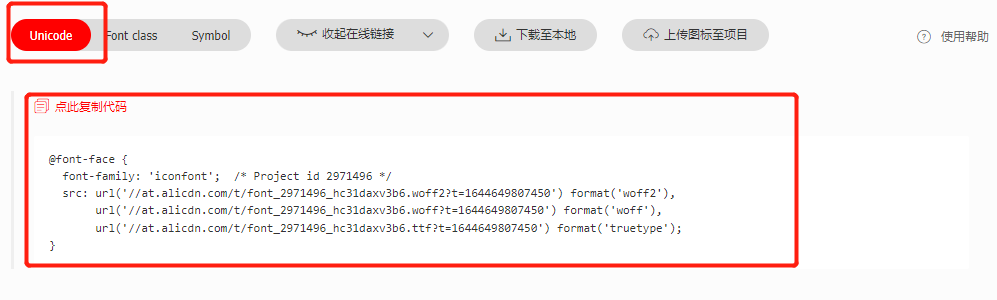 Unicode Font class Symbol 收起在线链接 下载至本地 上传图标至项目 使用帮助
点此复制代码
@font-face {
  font-family: 'iconfont';  /* Project id 2971496 */
  src: url('//at.alicdn.com/t/font_2971496_hc31daxv3b6.woff2?t=1644649807450') format('woff2'),
       url('//at.alicdn.com/t/font_2971496_hc31daxv3b6.woff?t=1644649807450') format('woff'),
       url('//at.alicdn.com/t/font_2971496_hc31daxv3b6.ttf?t=1644649807450') format('truetype');
}